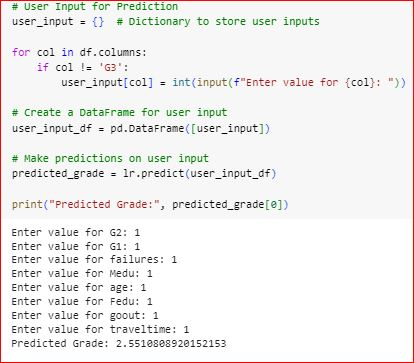 # User Input for Prediction
user_input = {}  # Dictionary to store user inputs

for col in df.columns:
    if col != 'G3':
        user_input[col] = int(input(f"Enter value for {col}: "))

# Create a DataFrame for user input
user_input_df = pd.DataFrame([user_input])

# Make predictions on user input
predicted_grade = lr.predict(user_input_df)

print("Predicted Grade:", predicted_grade[0])
Enter value for G2: 1
Enter value for G1: 1
Enter value for failures: 1
Enter value for Medu: 1
Enter value for age: 1
Enter value for Fedu: 1
Enter value for goout: 1
Enter value for traveltime: 1
Predicted Grade: 2.5510808920152153